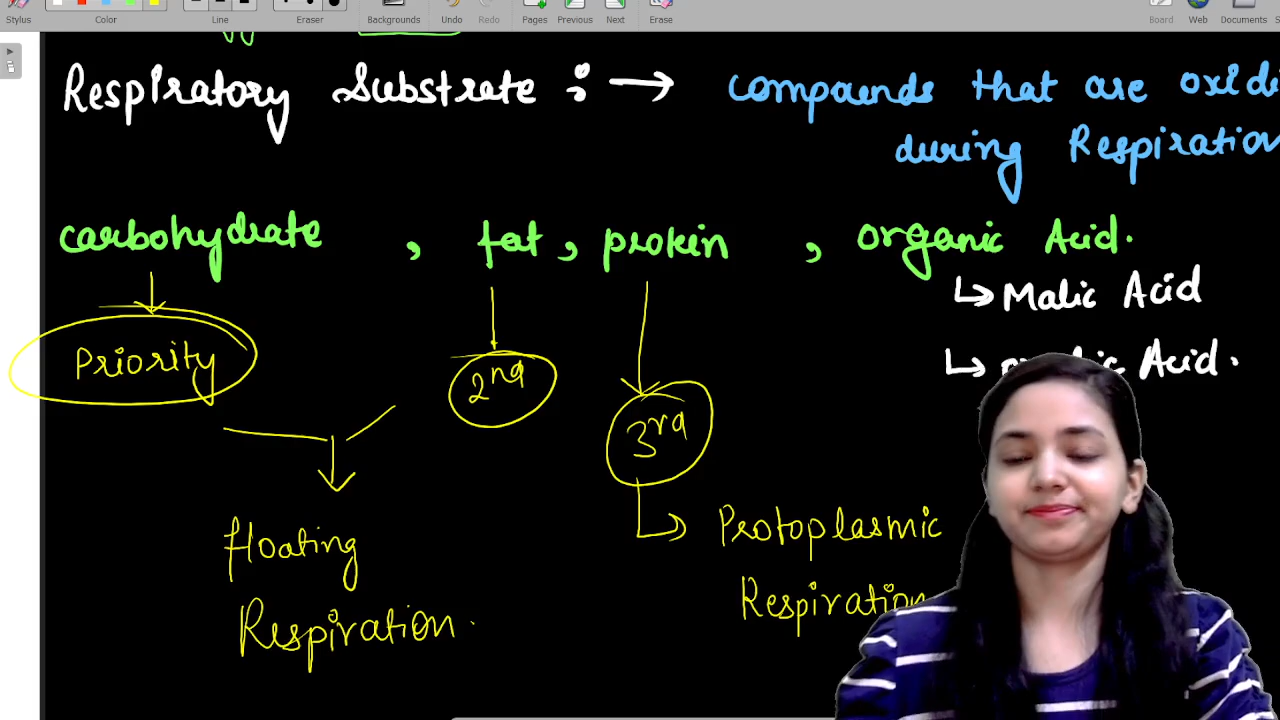 Stylus Color Line Eraser Backgrounds Undo Redo Pages Previous Next Erase Board Web Documents
Respiratory Substrate :→ compounds that are oxidi
during Respiration
carbohydrate , fat, protein , organic Acid.
↳ Malic Acid
↳ Acid.
Priority 2nd
3rd
Protoplasmic
Respiration
floating
Respiration.